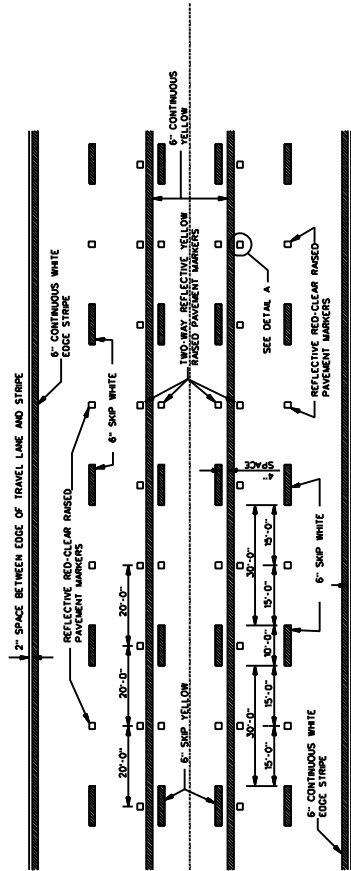 2" SPACE BETWEEN EDGE OF TRAVEL LANE AND STRIPE
6" CONTINUOUS WHITE
EDGE STRIPE
REFLECTIVE RED-CLEAR RAISED
PAVEMENT MARKERS
6" SKIP WHITE
20'-0"
20'-0"
20'-0"
TWO-WAY REFLECTIVE YELLOW
RAISED PAVEMENT MARKERS
6" CONTINUOUS
YELLOW
6" SKIP YELLOW
4"
SPACE
SEE DETAIL A
30'-0"
30'-0"
15'-0"
15'-0"
10'-0"
15'-0"
15'-0"
REFLECTIVE RED-CLEAR RAISED
PAVEMENT MARKERS
6" SKIP WHITE
6" CONTINUOUS WHITE
EDGE STRIPE